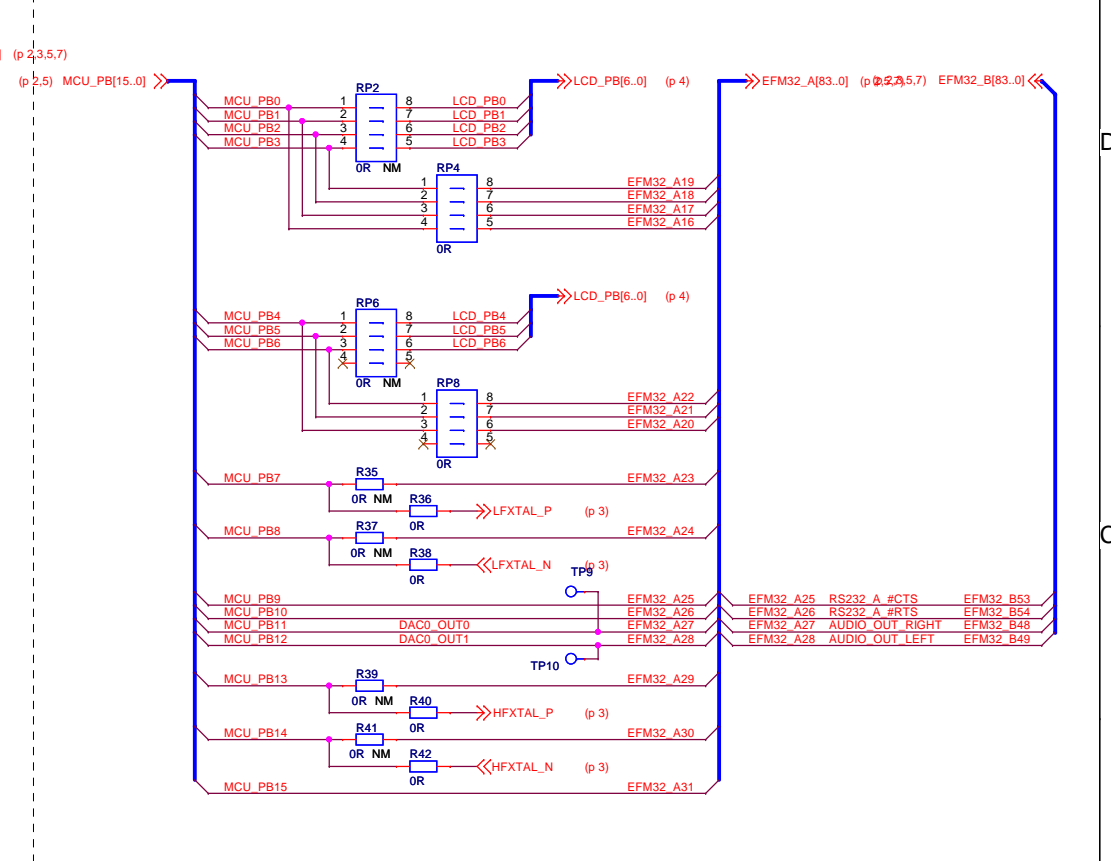 ] (p 2,3,5,7)
(p 2,5) MCU_PB[15..0] LCD_PB[6..0] (p 4) EFM32_A[83..0] EFM32_B[83..0]
D
RP2
MCU_PB0 1 8 LCD_PB0
MCU_PB1 2 7 LCD_PB1
MCU_PB2 3 6 LCD_PB2
MCU_PB3 4 5 LCD_PB3
0R NM RP4
1 8 EFM32_A19
2 7 EFM32_A18
3 6 EFM32_A17
4 5 EFM32_A16
0R
LCD_PB[6..0] (p 4)
RP6
MCU_PB4 1 8 LCD_PB4
MCU_PB5 2 7 LCD_PB5
MCU_PB6 3 6 LCD_PB6
4 5
0R NM RP8
1 8 EFM32_A22
2 7 EFM32_A21
3 6 EFM32_A20
4 5
0R
MCU_PB7 R35 EFM32_A23
0R NM R36
LFXTAL_P (p 3)
0R
MCU_PB8 R37 EFM32_A24
C
0R NM R38
LFXTAL_N (p 3)
0R TP9
MCU_PB9 EFM32_A25 EFM32_A25 RS232_A_#CTS EFM32_B53
MCU_PB10 EFM32_A26 EFM32_A26 RS232_A_#RTS EFM32_B54
MCU_PB11 DAC0_OUT0 EFM32_A27 EFM32_A27 AUDIO_OUT_RIGHT EFM32_B48
MCU_PB12 DAC0_OUT1 EFM32_A28 EFM32_A28 AUDIO_OUT_LEFT EFM32_B49
TP10
MCU_PB13 R39 EFM32_A29
0R NM R40
HFXTAL_P (p 3)
0R
MCU_PB14 R41 EFM32_A30
0R NM R42
HFXTAL_N (p 3)
0R
MCU_PB15 EFM32_A31